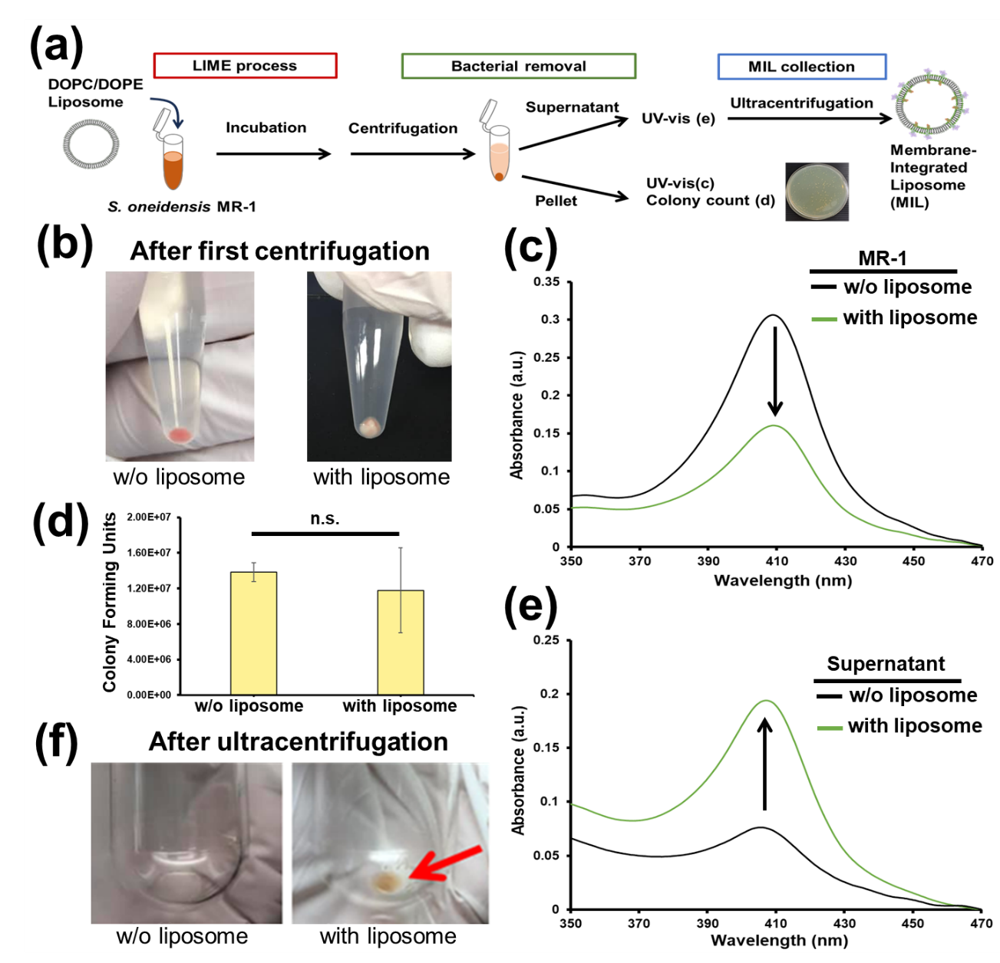 (a)
LIME process
Bacterial removal
MIL collection
DOPC/DOPE
Liposome
Incubation
Centrifugation
Supernatant
UV-vis (e)
Ultracentrifugation
Pellet
UV-vis(c)
Colony count (d)
S. oneidensis MR-1
Membrane-
Integrated
Liposome
(MIL)
(b)
After first centrifugation
w/o liposome
with liposome
(c)
MR-1
w/o liposome
with liposome
Absorbance (a.u.)
0.35
0.3
0.25
0.2
0.15
0.1
0.05
0
350
370
390
410
430
450
470
Wavelength (nm)
(d)
Colony Forming Units
2.00E+07
1.60E+07
1.20E+07
8.00E+06
4.00E+06
0.00E+00
n.s.
w/o liposome
with liposome
(e)
Supernatant
w/o liposome
with liposome
Absorbance (a.u.)
0.25
0.2
0.15
0.1
0.05
0
350
370
390
410
430
450
470
Wavelength (nm)
(f)
After ultracentrifugation
w/o liposome
with liposome